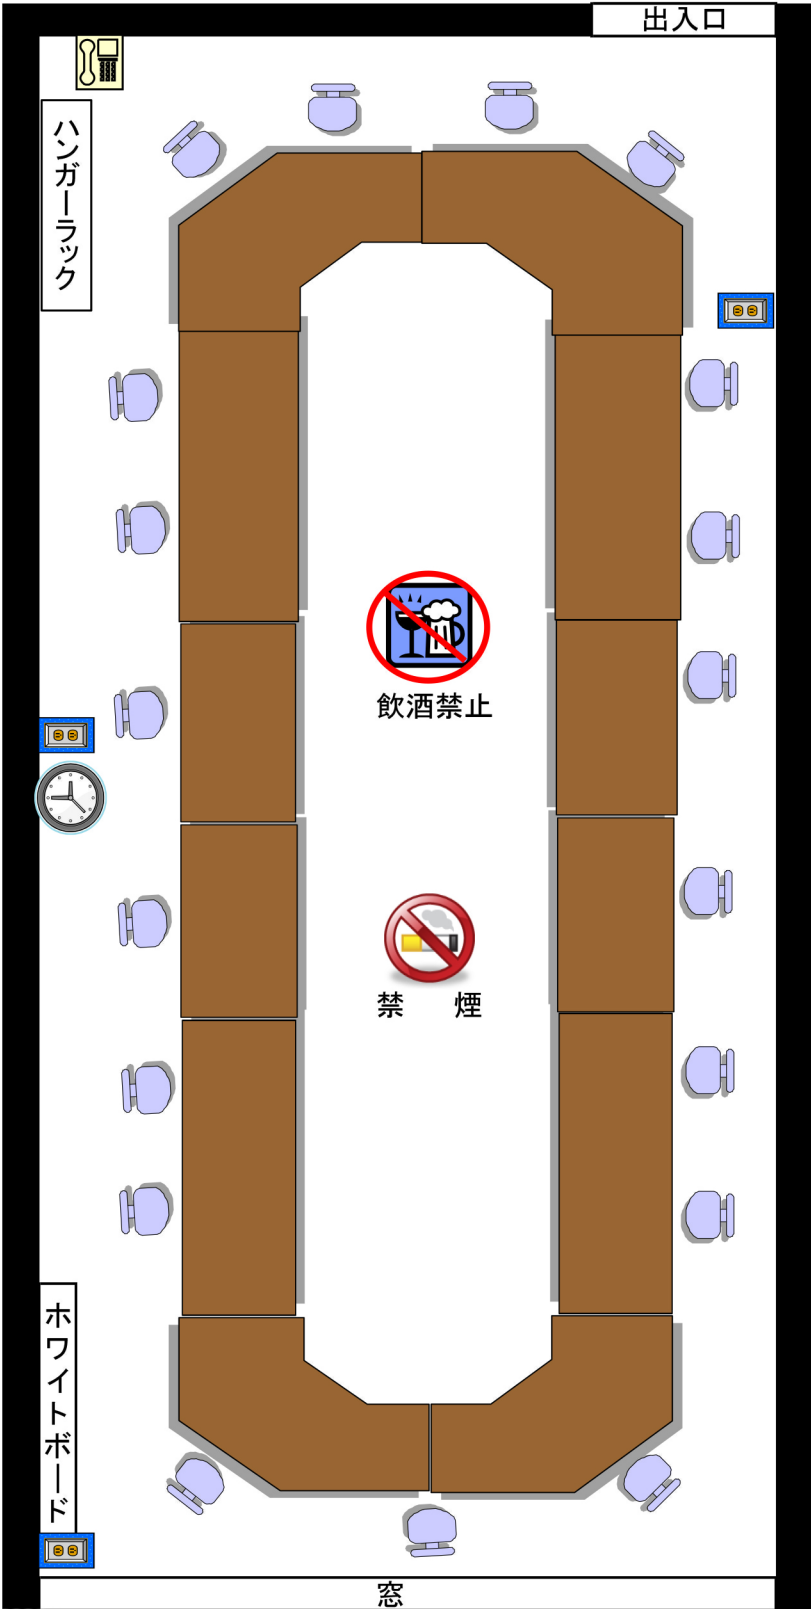 出入口
ハンガーラック
飲酒禁止
禁　煙
ホワイトボード
窓